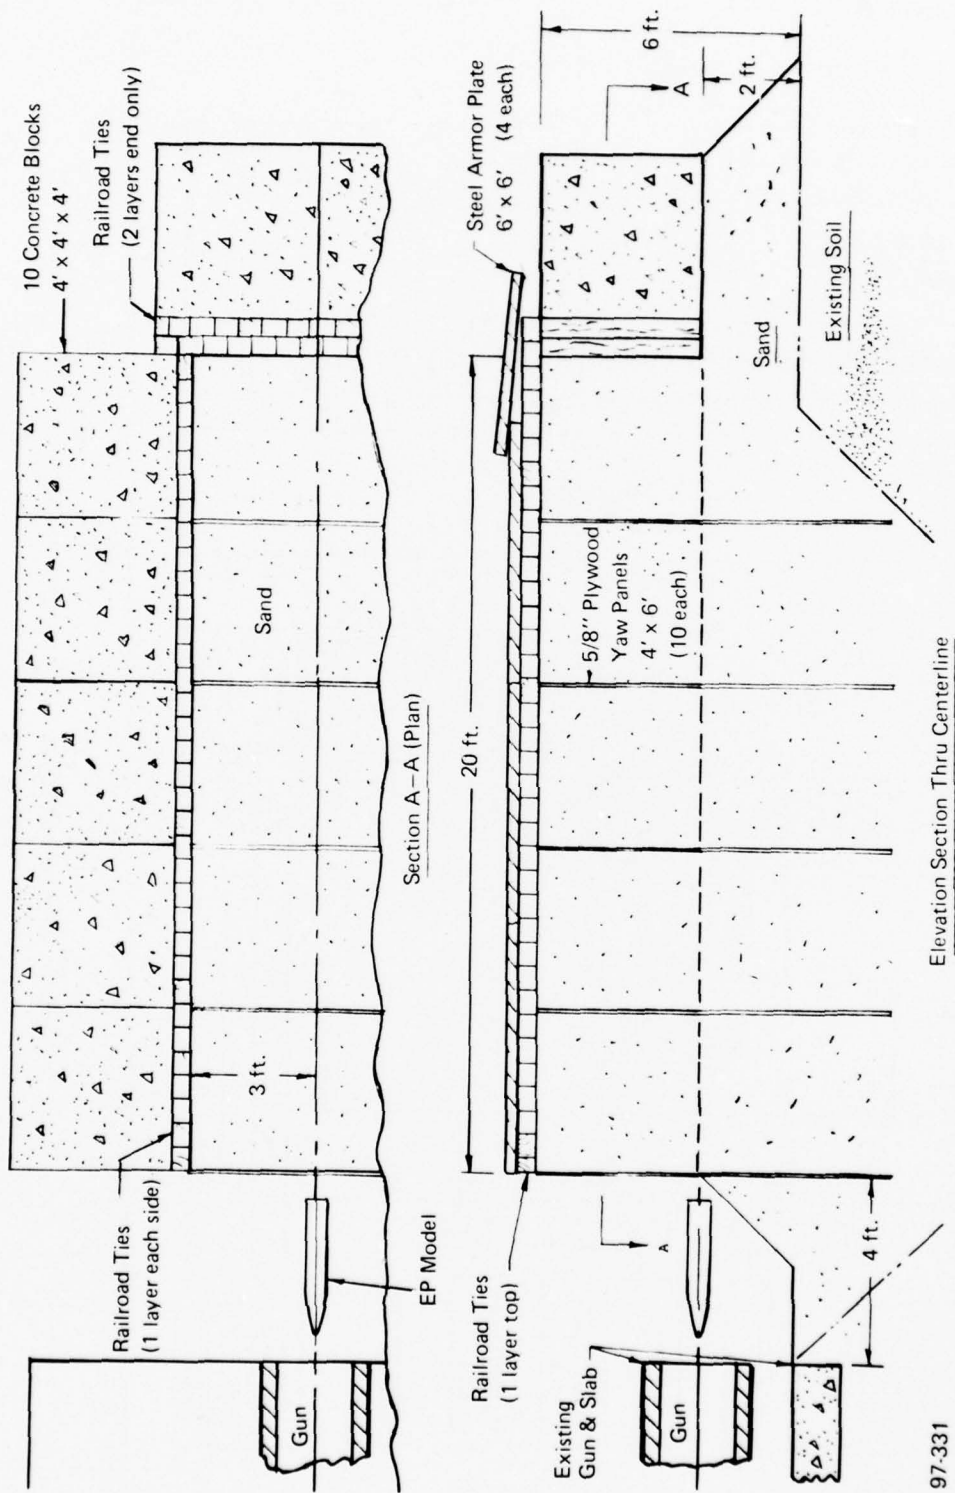 10 Concrete Blocks
4' x 4' x 4'
Railroad Ties
(2 layers end only)
Railroad Ties
(1 layer each side)
Sand
3 ft.
Gun
EP Model
Section A-A (Plan)
Steel Armor Plate
6' x 6' (4 each)
20 ft.
6 ft.
A
2 ft.
Railroad Ties
(1 layer top)
5/8" Plywood
Yaw Panels
4' x 6'
(10 each)
Sand
Existing Soil
A
Existing
Gun & Slab
Gun
4 ft.
Elevation Section Thru Centerline
97-331